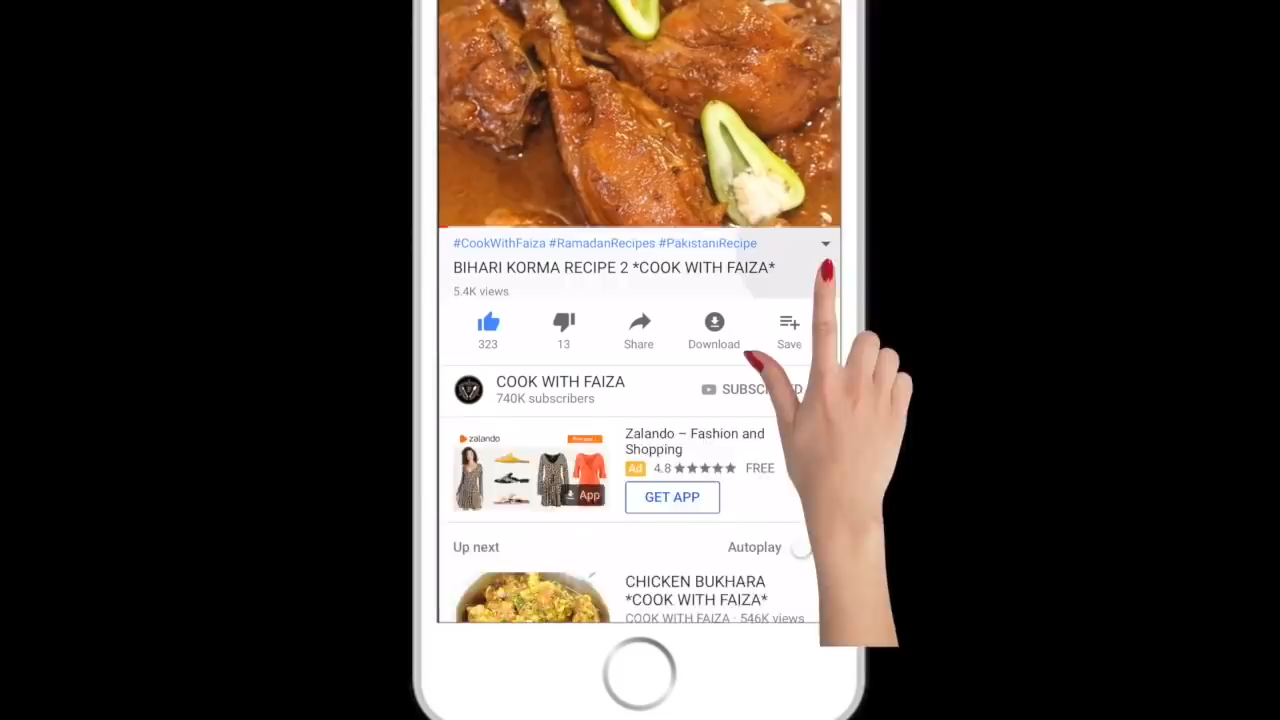 #CookWithFaiza #RamadanRecipes #PakistaniRecipe
BIHARI KORMA RECIPE 2 *COOK WITH FAIZA*
5.4K views
323
13
Share
Download
Save
COOK WITH FAIZA
740K subscribers
zalando
App
Zalando – Fashion and
Shopping
Ad 4.8 ★★★★★ FREE
GET APP
Up next
Autoplay
CHICKEN BUKHARA
*COOK WITH FAIZA*
COOK WITH FAIZA · 546K views